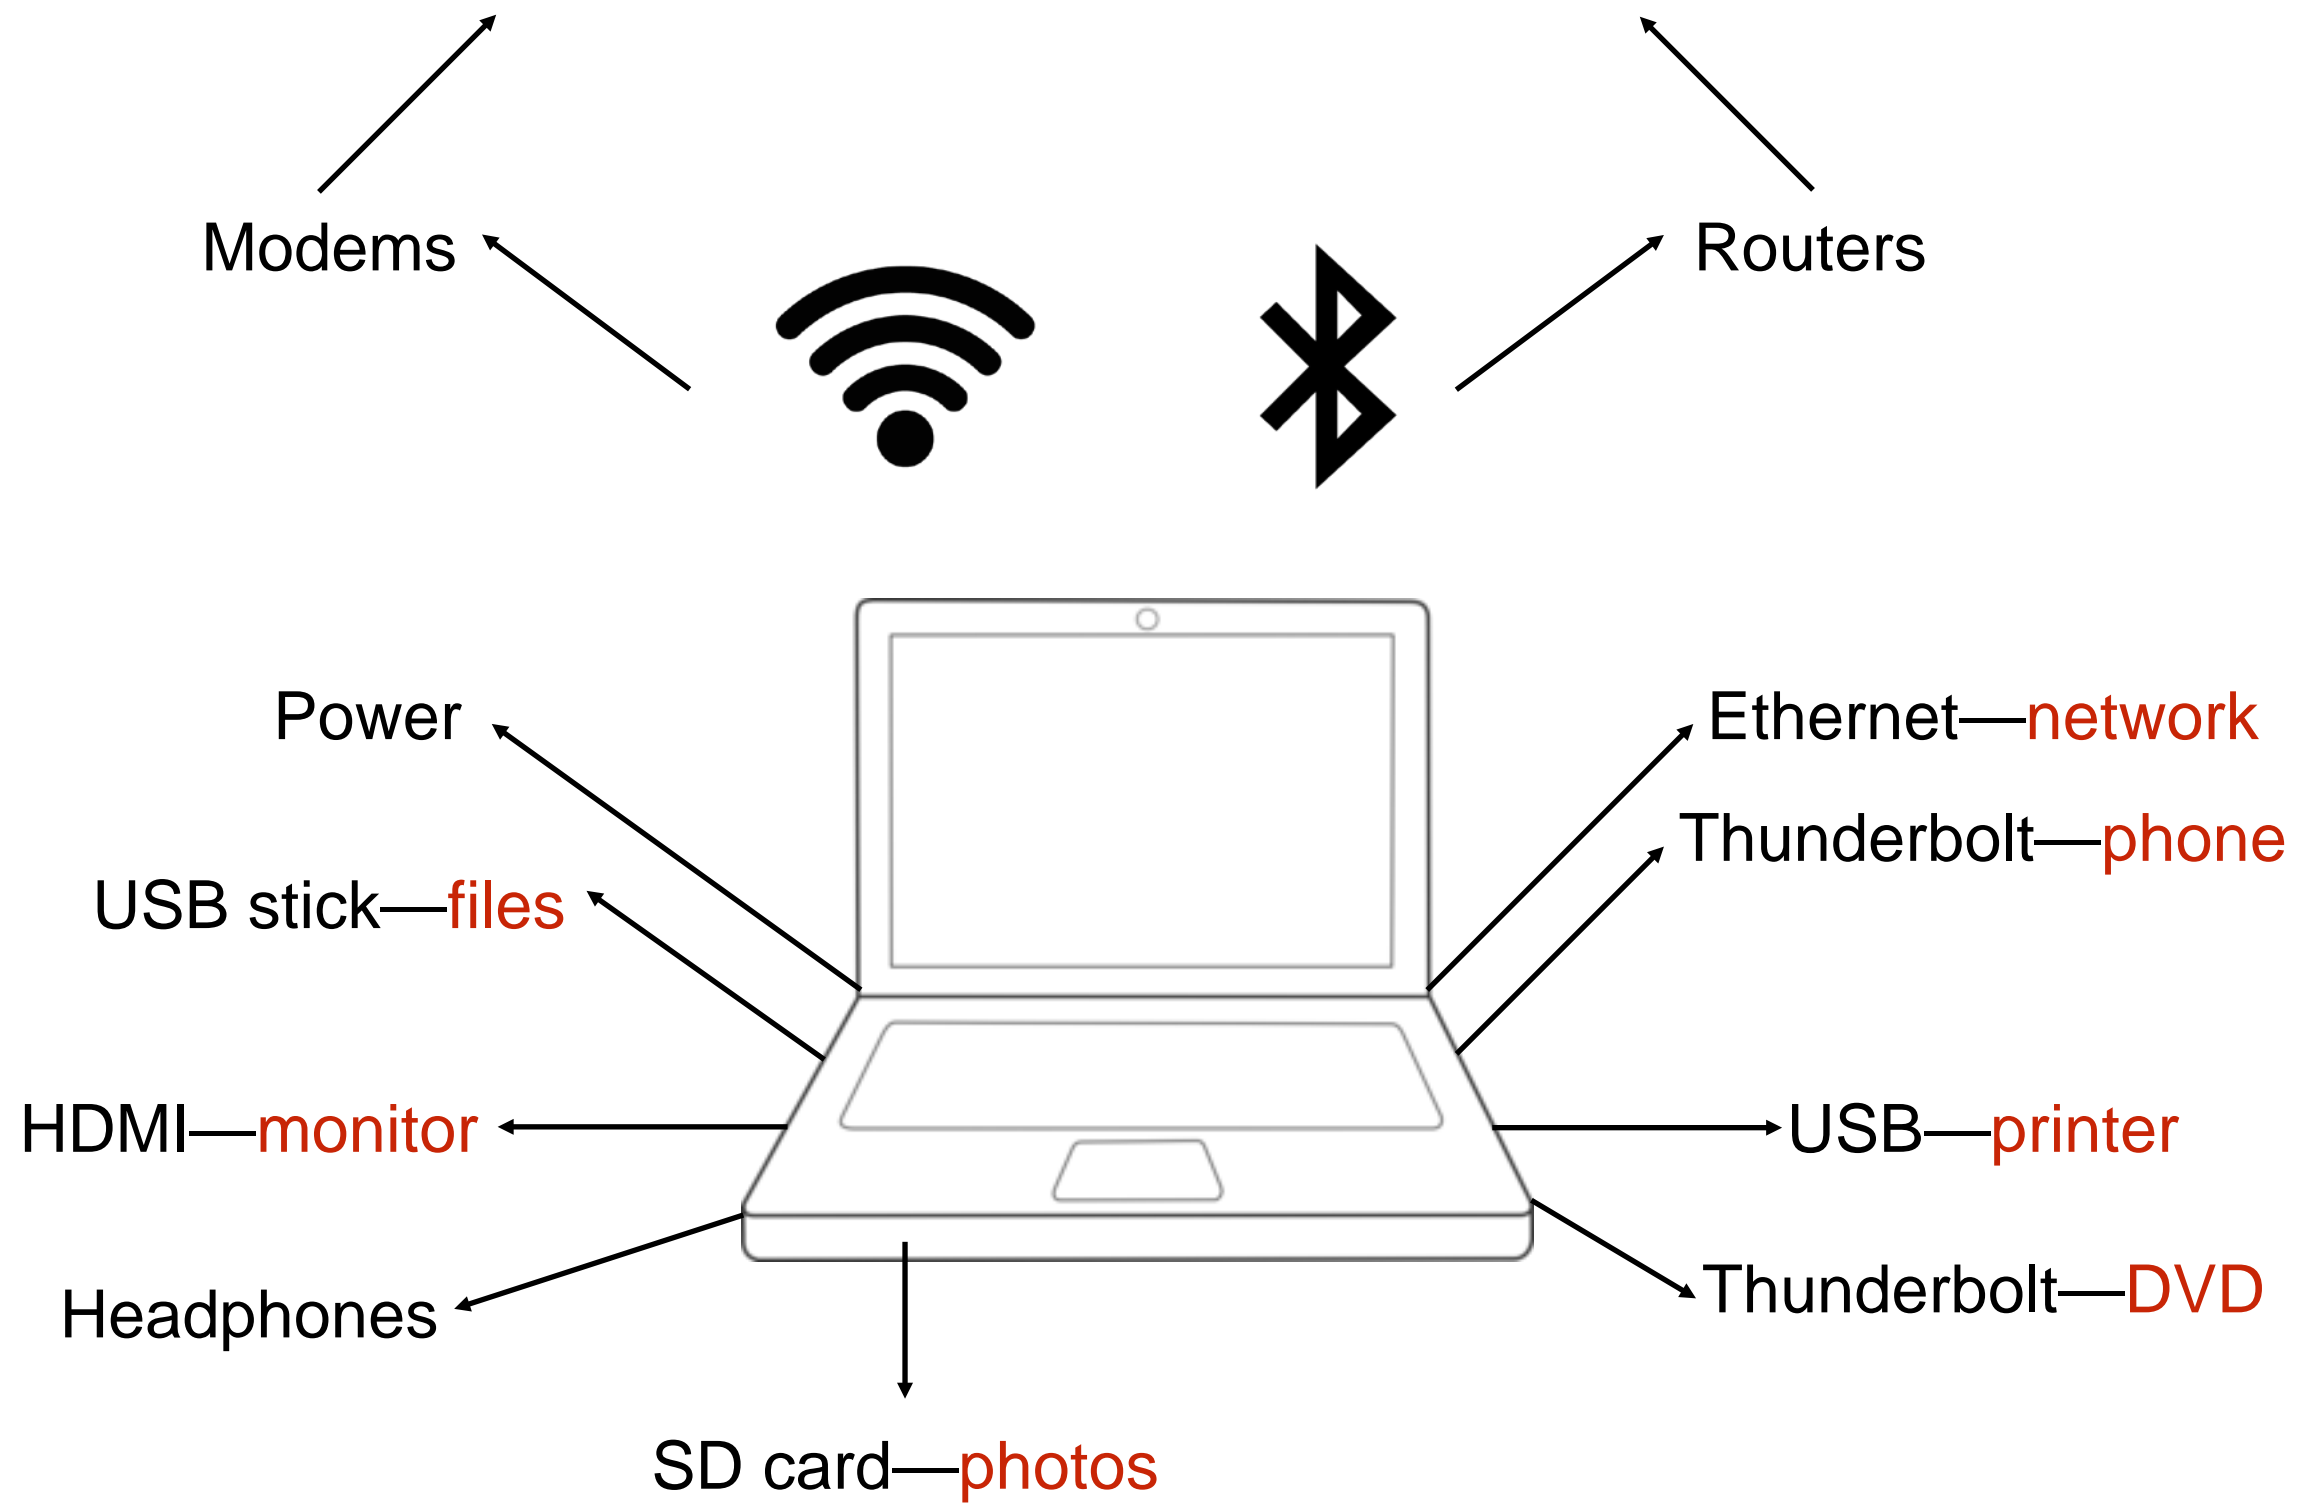 Modems
Routers
Power
Ethernet—network
Thunderbolt—phone
USB stick—files
HDMI—monitor
USB—printer
Headphones
Thunderbolt—DVD
SD card—photos